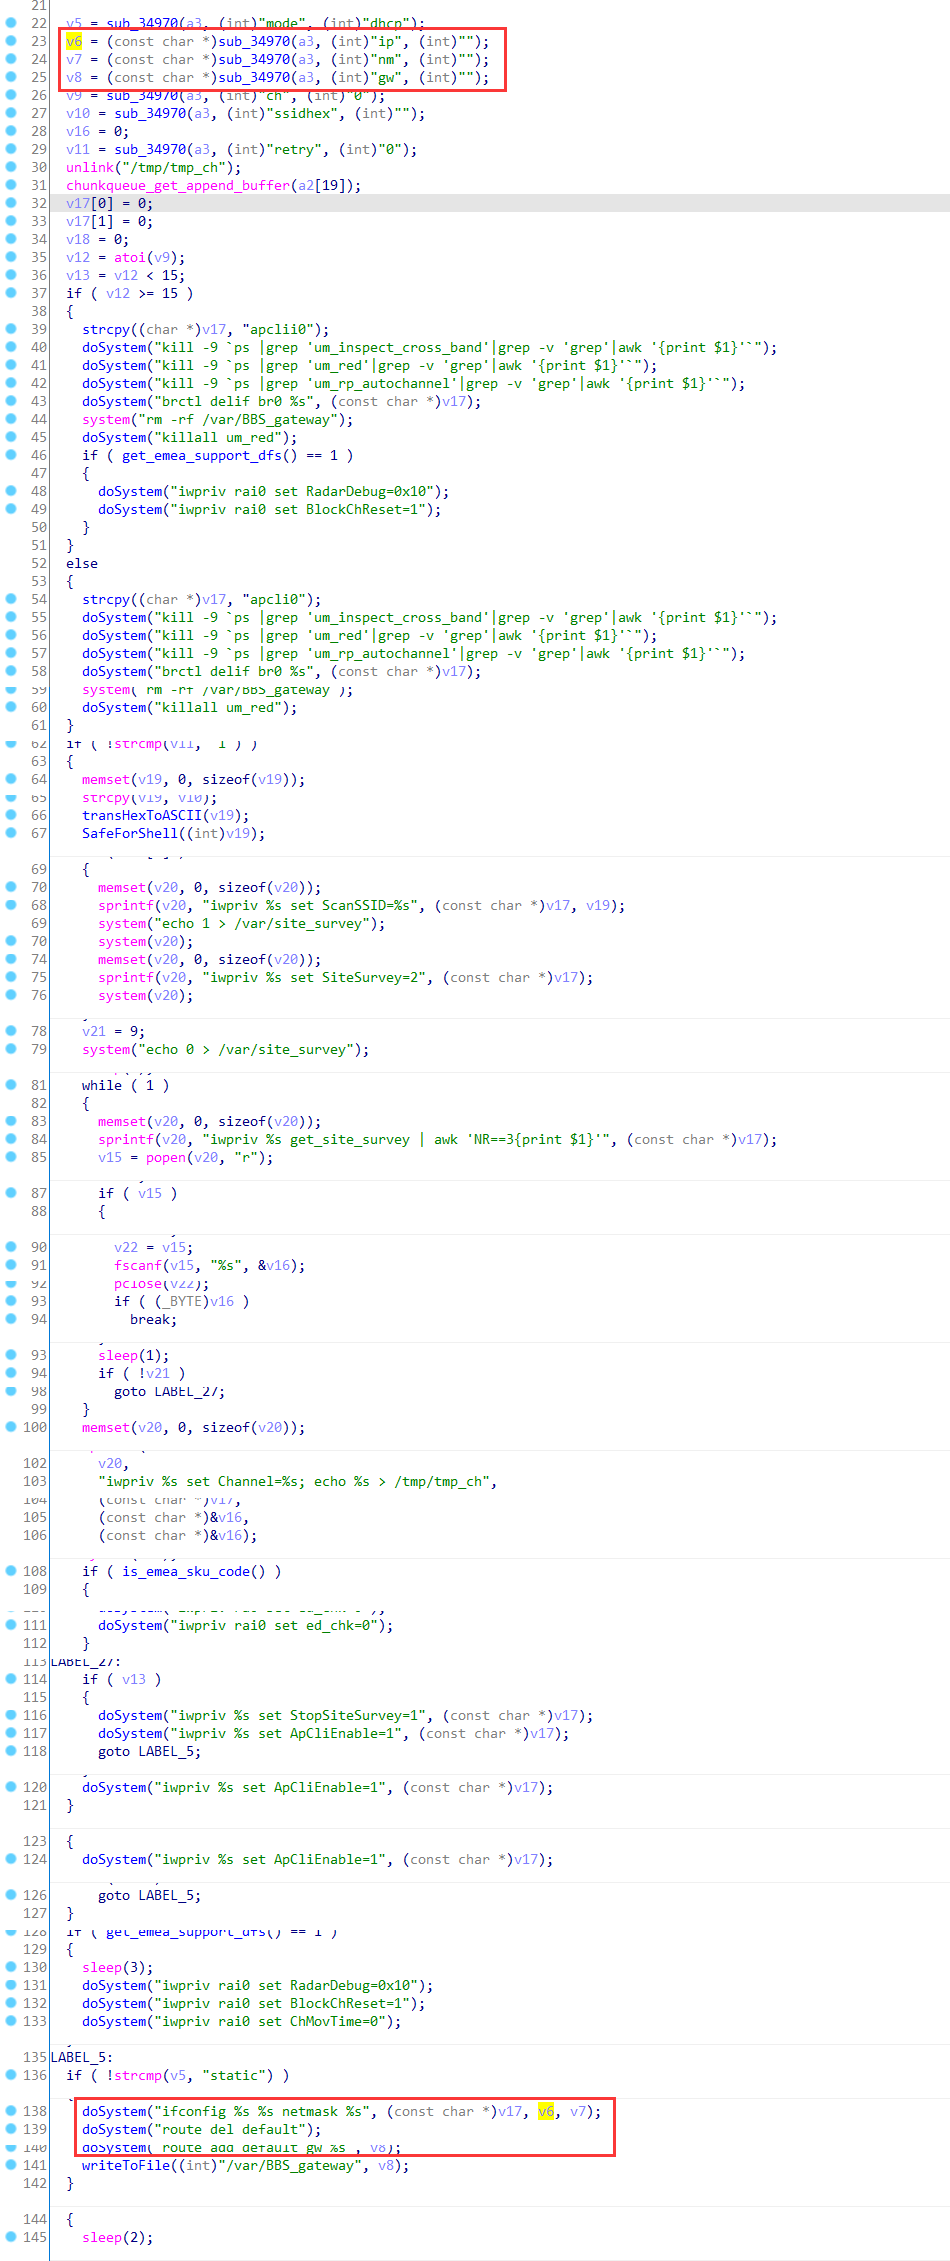 21
22 v5 = sub_34970(a3, (int)"mode", (int)"dhcp");
23 v6 = (const char *)sub_34970(a3, (int)"ip", (int)"");
24 v7 = (const char *)sub_34970(a3, (int)"nm", (int)"");
25 v8 = (const char *)sub_34970(a3, (int)"gw", (int)"");
26 v9 = sub_34970(a3, (int)"ch", (int)"0");
27 v10 = sub_34970(a3, (int)"ssidhex", (int)"");
28 v16 = 0;
29 v11 = sub_34970(a3, (int)"retry", (int)"0");
30 unlink("/tmp/tmp_ch");
31 chunkqueue_get_append_buffer(a2[19]);
32 v17[0] = 0;
33 v17[1] = 0;
34 v18 = 0;
35 v12 = atoi(v9);
36 v13 = v12 < 15;
37 if ( v12 >= 15 )
38 {
39 strcpy((char *)v17, "apclii0");
40 doSystem("kill -9 `ps |grep 'um_inspect_cross_band'|grep -v 'grep'|awk '{print $1}'`");
41 doSystem("kill -9 `ps |grep 'um_red'|grep -v 'grep'|awk '{print $1}'`");
42 doSystem("kill -9 `ps |grep 'um_rp_autochannel'|grep -v 'grep'|awk '{print $1}'`");
43 doSystem("brctl delif br0 %s", (const char *)v17);
44 system("rm -rf /var/BBS_gateway");
45 doSystem("killall um_red");
46 if ( get_emea_support_dfs() == 1 )
47 {
48 doSystem("iwpriv rai0 set RadarDebug=0x10");
49 doSystem("iwpriv rai0 set BlockChReset=1");
50 }
51 }
52 else
53 {
54 strcpy((char *)v17, "apcli0");
55 doSystem("kill -9 `ps |grep 'um_inspect_cross_band'|grep -v 'grep'|awk '{print $1}'`");
56 doSystem("kill -9 `ps |grep 'um_red'|grep -v 'grep'|awk '{print $1}'`");
57 doSystem("kill -9 `ps |grep 'um_rp_autochannel'|grep -v 'grep'|awk '{print $1}'`");
58 doSystem("brctl delif br0 %s", (const char *)v17);
59 system( rm -rf /var/BBS_gateway );
60 doSystem("killall um_red");
61 }
62 if ( !strcmp(v11, 1 ) )
63 {
64 memset(v19, 0, sizeof(v19));
65 strcpy(v19, v10);
66 transHexToASCII(v19);
67 SafeForShell((int)v19);
69 {
70 memset(v20, 0, sizeof(v20));
68 sprintf(v20, "iwpriv %s set ScanSSID=%s", (const char *)v17, v19);
69 system("echo 1 > /var/site_survey");
70 system(v20);
74 memset(v20, 0, sizeof(v20));
75 sprintf(v20, "iwpriv %s set SiteSurvey=2", (const char *)v17);
76 system(v20);
78 v21 = 9;
79 system("echo 0 > /var/site_survey");
81 while ( 1 )
82 {
83 memset(v20, 0, sizeof(v20));
84 sprintf(v20, "iwpriv %s get_site_survey | awk 'NR==3{print $1}'", (const char *)v17);
85 v15 = popen(v20, "r");
87 if ( v15 )
88 {
90 v22 = v15;
91 fscanf(v15, "%s", &v16);
92 pclose(v22);
93 if ( (_BYTE)v16 )
94 break;
93 sleep(1);
94 if ( !v21 )
98 goto LABEL_27;
99 }
100 memset(v20, 0, sizeof(v20));
102 v20,
103 "iwpriv %s set Channel=%s; echo %s > /tmp/tmp_ch",
104 (const char *)v17,
105 (const char *)&v16,
106 (const char *)&v16);
108 if ( is_emea_sku_code() )
109 {
111 doSystem("iwpriv rai0 set ed_chk=0");
112 }
113 LABEL_27:
114 if ( v13 )
115 {
116 doSystem("iwpriv %s set StopSiteSurvey=1", (const char *)v17);
117 doSystem("iwpriv %s set ApCliEnable=1", (const char *)v17);
118 goto LABEL_5;
120 doSystem("iwpriv %s set ApCliEnable=1", (const char *)v17);
121 }
123 {
124 doSystem("iwpriv %s set ApCliEnable=1", (const char *)v17);
126 goto LABEL_5;
127 }
128 if ( get_emea_support_dfs() == 1 )
129 {
130 sleep(3);
131 doSystem("iwpriv rai0 set RadarDebug=0x10");
132 doSystem("iwpriv rai0 set BlockChReset=1");
133 doSystem("iwpriv rai0 set ChMovTime=0");
135 LABEL_5:
136 if ( !strcmp(v5, "static") )
138 doSystem("ifconfig %s %s netmask %s", (const char *)v17, v6, v7);
139 doSystem("route del default");
140 doSystem( route add default gw %s , v8);
141 writeToFile((int)"/var/BBS_gateway", v8);
142 }
144 {
145 sleep(2);